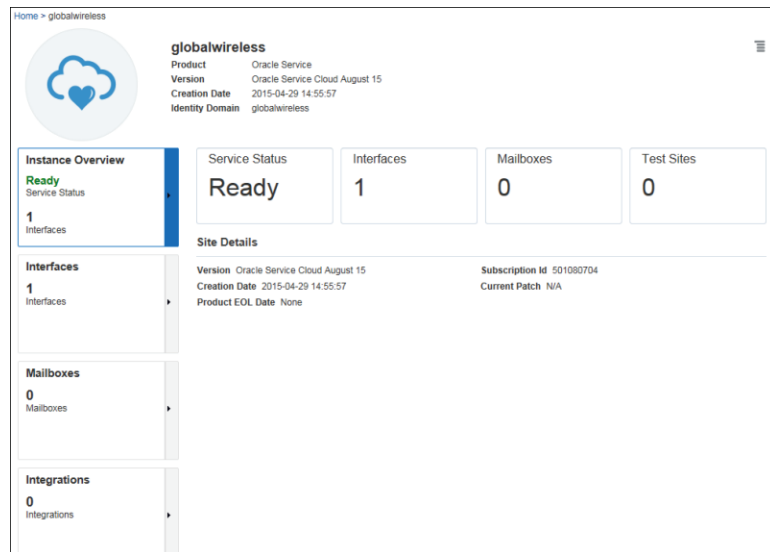 Home > globalwireless
globalwireless
Product Oracle Service
Version Oracle Service Cloud August 15
Creation Date 2015-04-29 14:55:57
Identity Domain globalwireless
Instance Overview
Ready
Service Status
1
Interfaces
Interfaces
1
Interfaces
Mailboxes
0
Mailboxes
Integrations
0
Integrations
Service Status
Ready
Interfaces
1
Mailboxes
0
Test Sites
0
Site Details
Version Oracle Service Cloud August 15
Creation Date 2015-04-29 14:55:57
Product EOL Date None
Subscription Id 501080704
Current Patch N/A